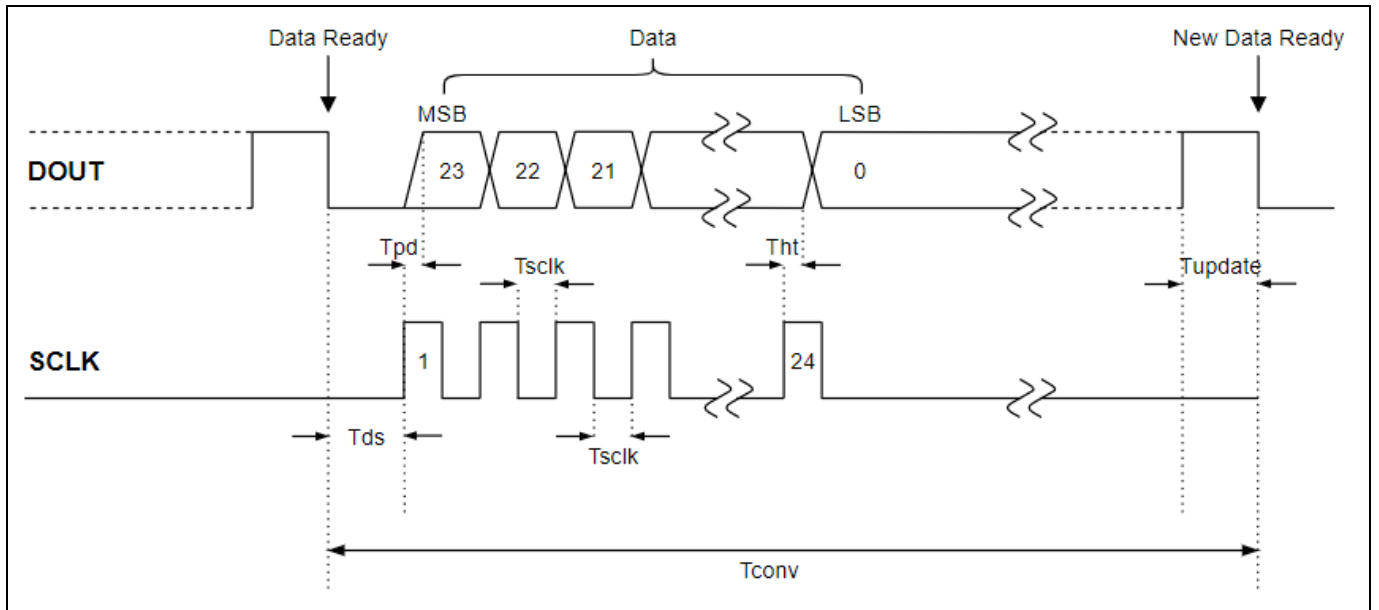 Data Ready Data New Data Ready
MSB LSB
DOUT 23 22 21 0
Tpd Tsclk Tht Tupdate
SCLK 1 24
Tds Tsclk
Tconv